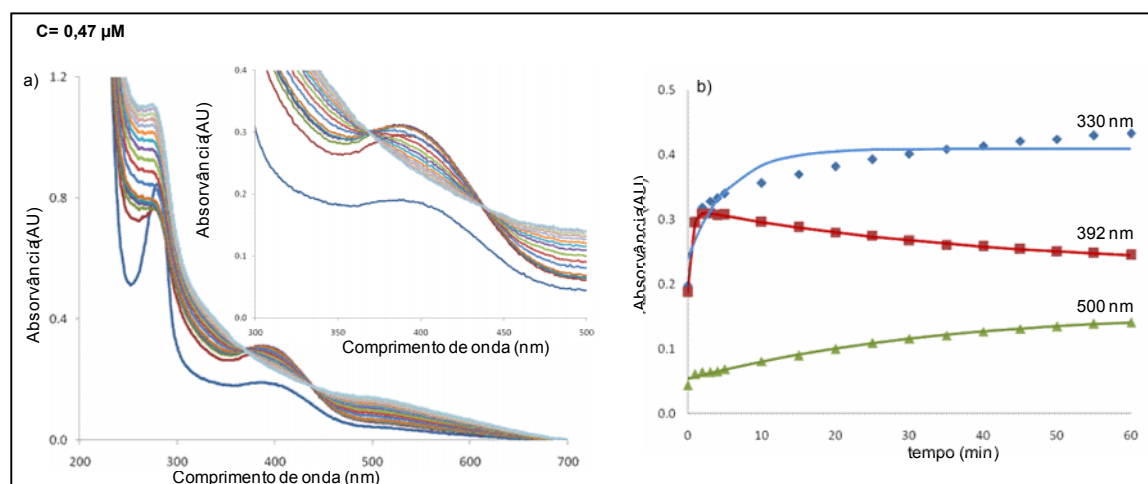 C= 0,47 µM
a)
Absorvância(AU)
1.2
0.8
0.4
0.0
200 300 400 500 600 700
Comprimento de onda (nm)
Absorvância(AU)
0.4
0.3
0.2
0.1
0.0
300 350 400 450 500
Comprimento de onda (nm)
b)
Absorvância(AU)
0.5
0.4
0.3
0.2
0.1
0.0
330 nm
392 nm
500 nm
0 10 20 30 40 50 60
tempo (min)